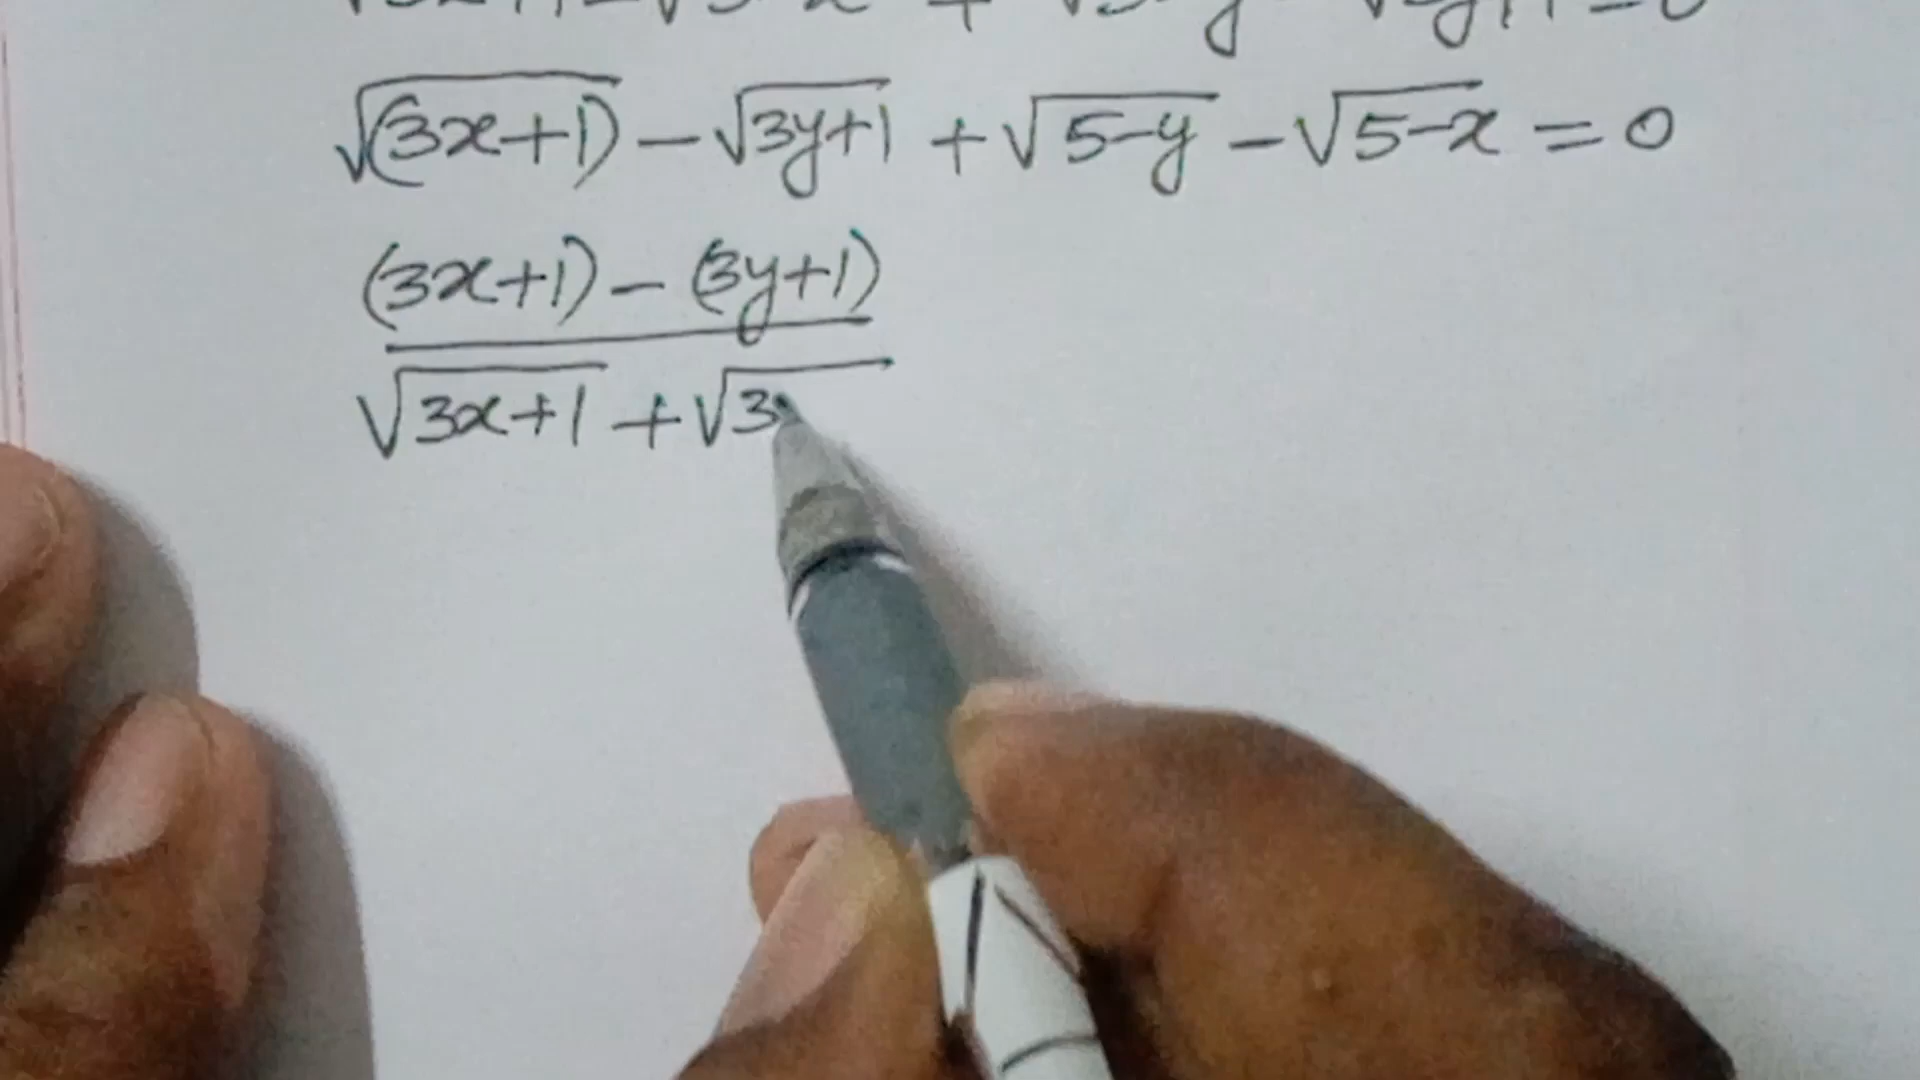 √(3x+1) − √3y+1 + √5−y − √5−x = 0
(3x+1) − (3y+1)
√3x+1 + √3